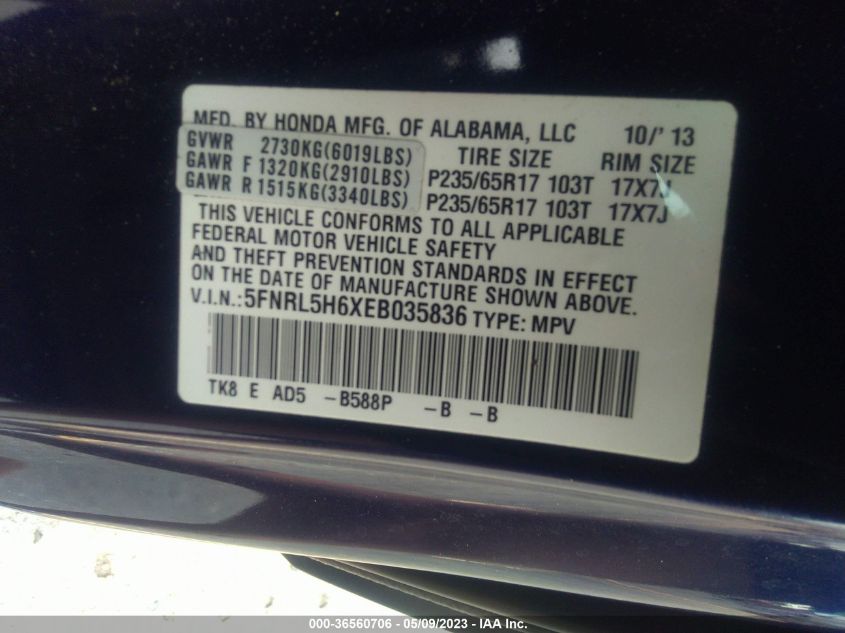 MFD. BY HONDA MFG. OF ALABAMA, LLC 10/'13
GVWR 2730KG(6019LBS) TIRE SIZE RIM SIZE
GAWR F 1320KG(2910LBS) P235/65R17 103T 17X7J
GAWR R 1515KG(3340LBS) P235/65R17 103T 17X7J
THIS VEHICLE CONFORMS TO ALL APPLICABLE
FEDERAL MOTOR VEHICLE SAFETY
AND THEFT PREVENTION STANDARDS IN EFFECT
ON THE DATE OF MANUFACTURE SHOWN ABOVE.
V.I.N.:5FNRL5H6XEB035836 TYPE: MPV
TK8 E AD5 -B588P -B -B
000-36560706 - 05/09/2023 - IAA Inc.